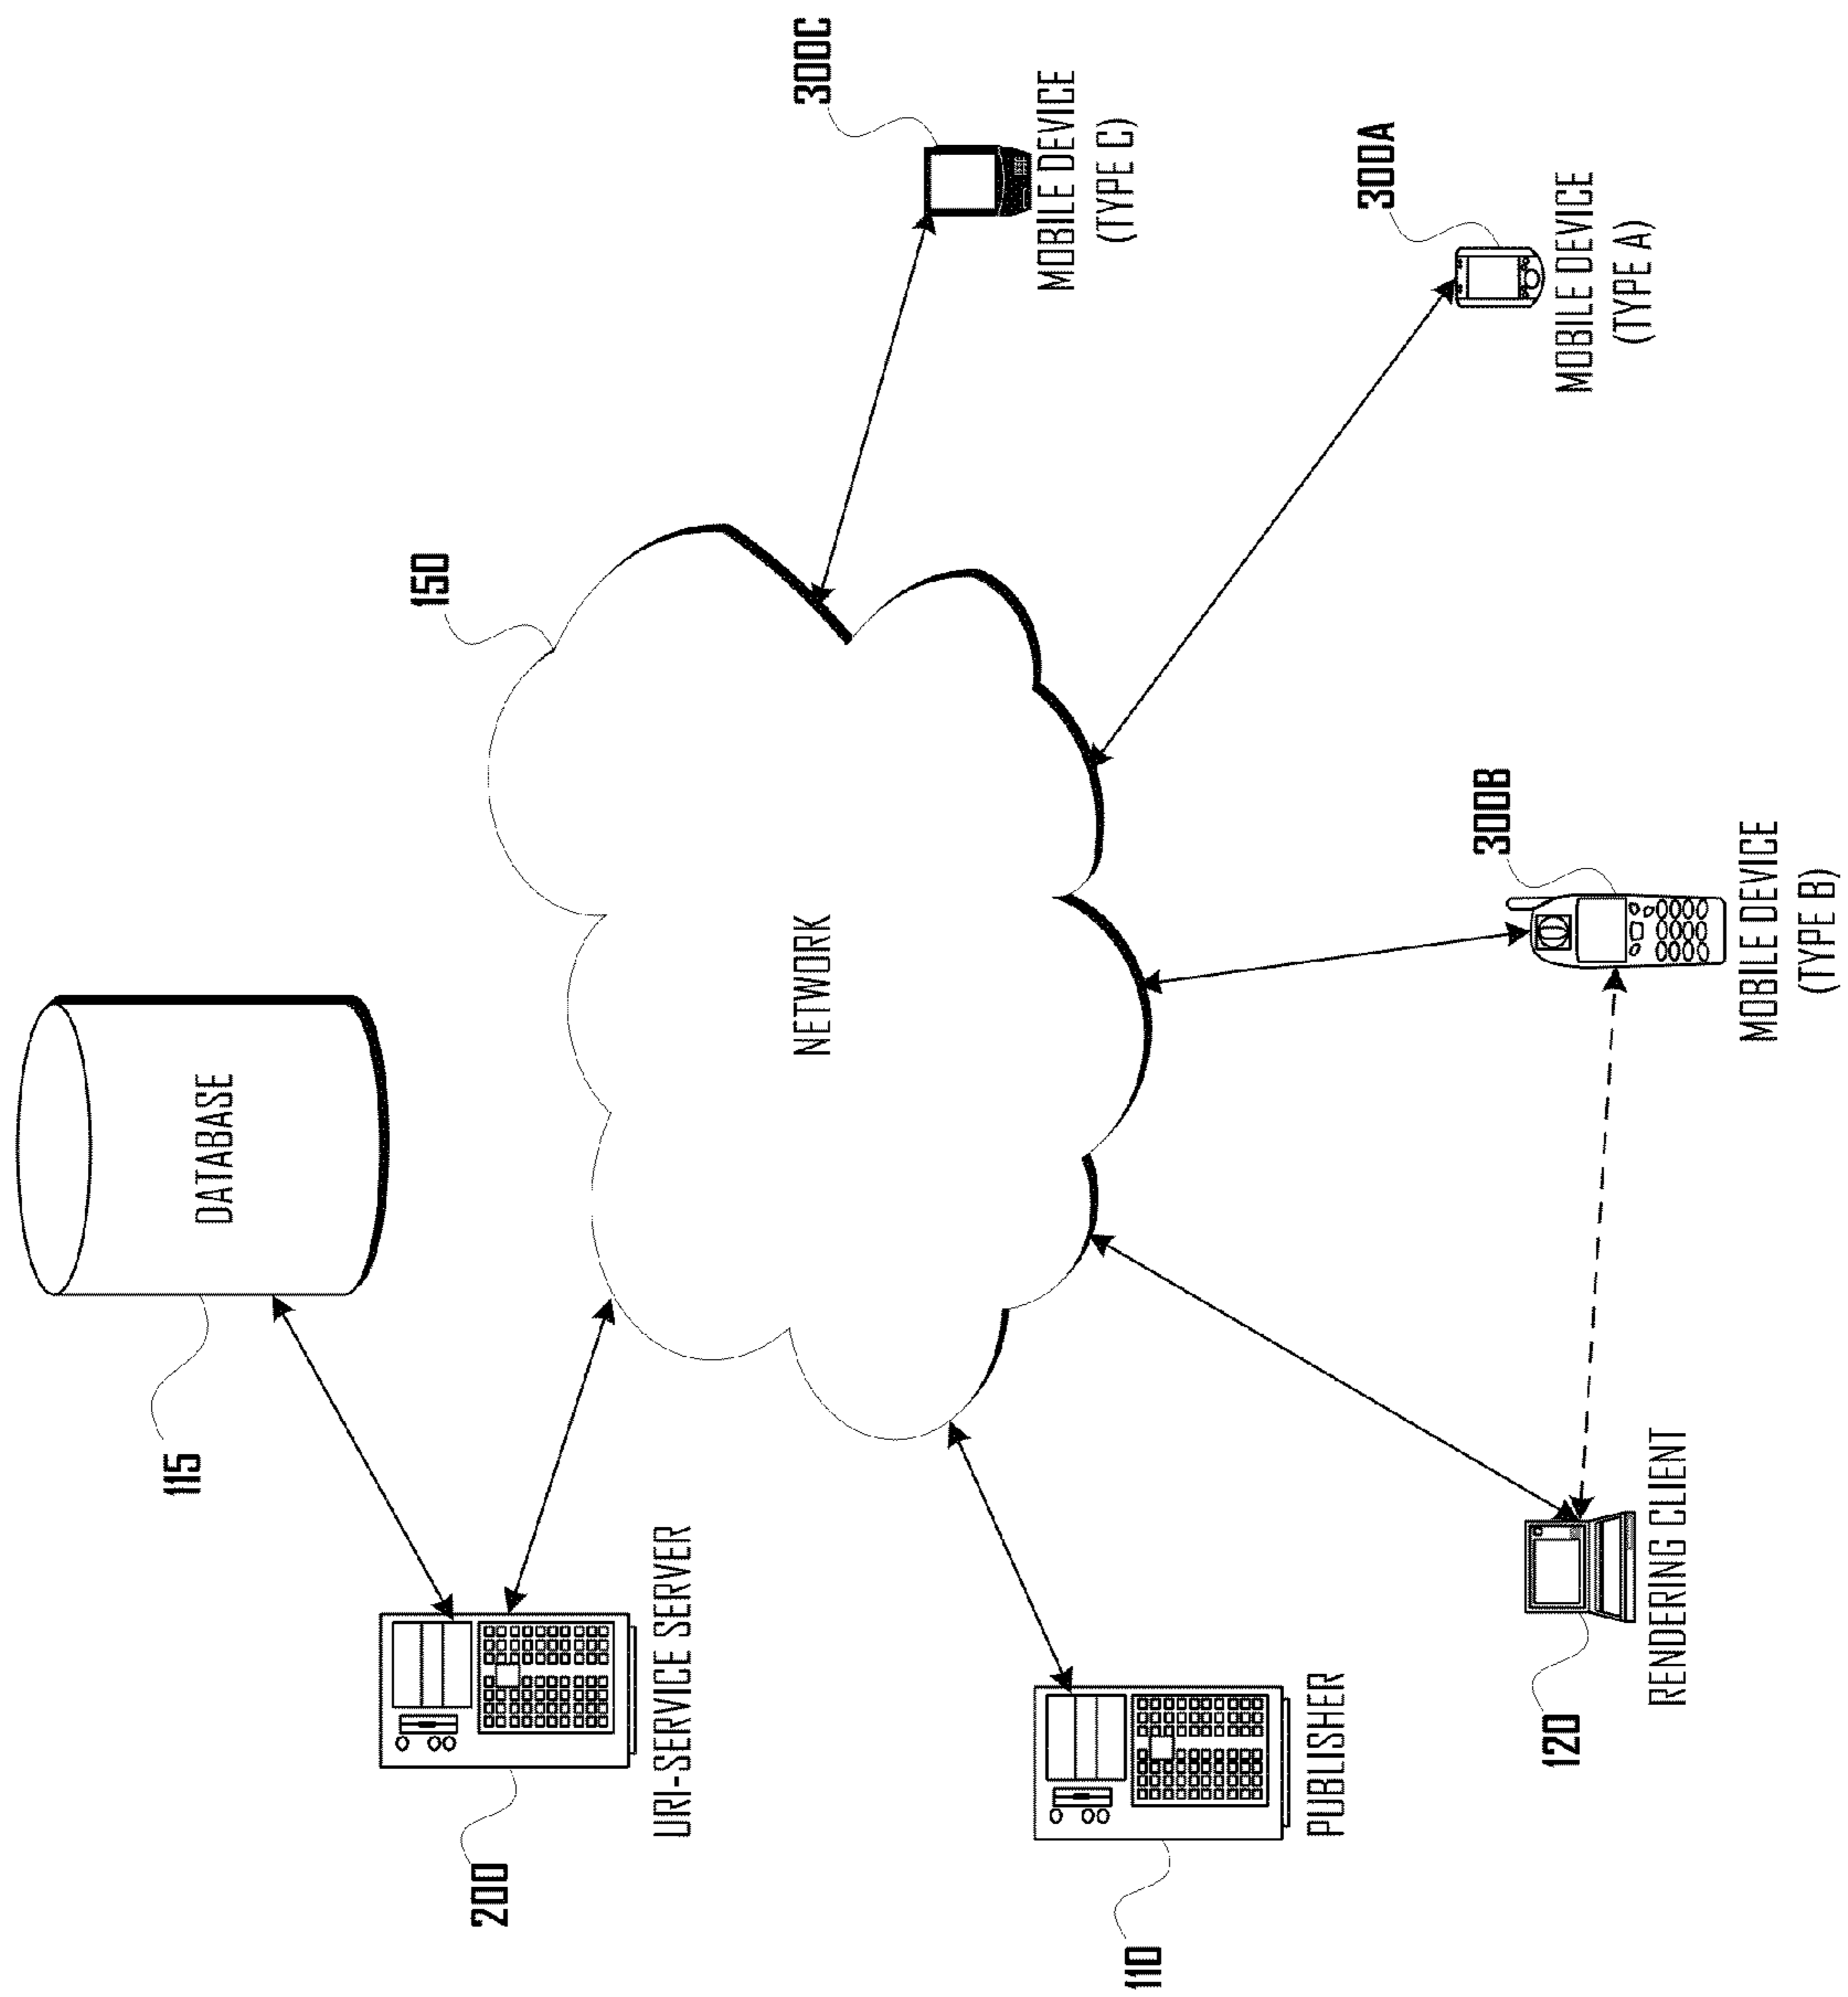 115
DATABASE
150
200
URI-SERVICE SERVER
NETWORK
300C
MOBILE DEVICE
(TYPE C)
110
PUBLISHER
300A
MOBILE DEVICE
(TYPE A)
300B
120
RENDERING CLIENT
MOBILE DEVICE
(TYPE B)